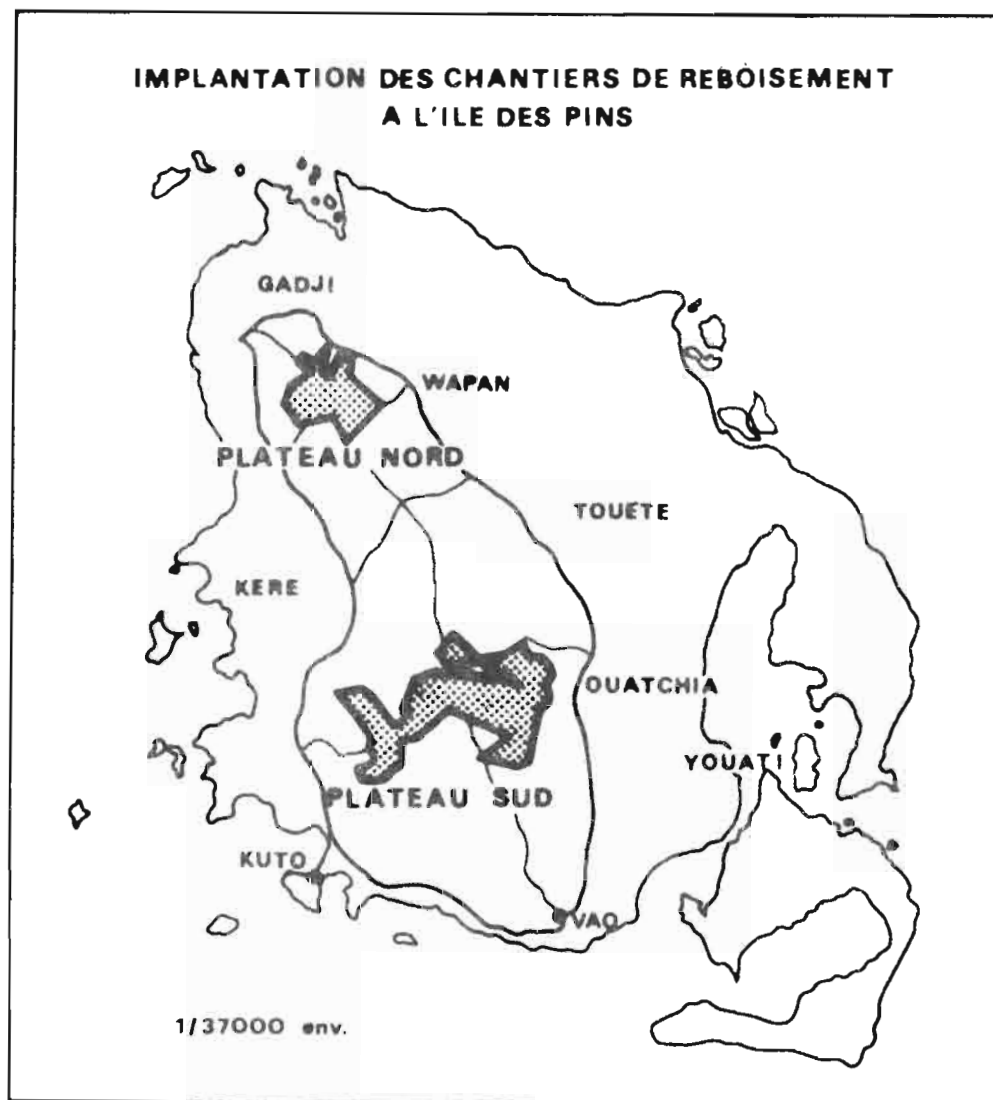 IMPLANTATION DES CHANTIERS DE REBOISEMENT
A L'ILE DES PINS
GADJI
WAPAN
PLATEAU NORD
TOUETE
KERE
OUATCHIA
YOUATI
PLATEAU SUD
KUTO
VAO
1/37000 env.